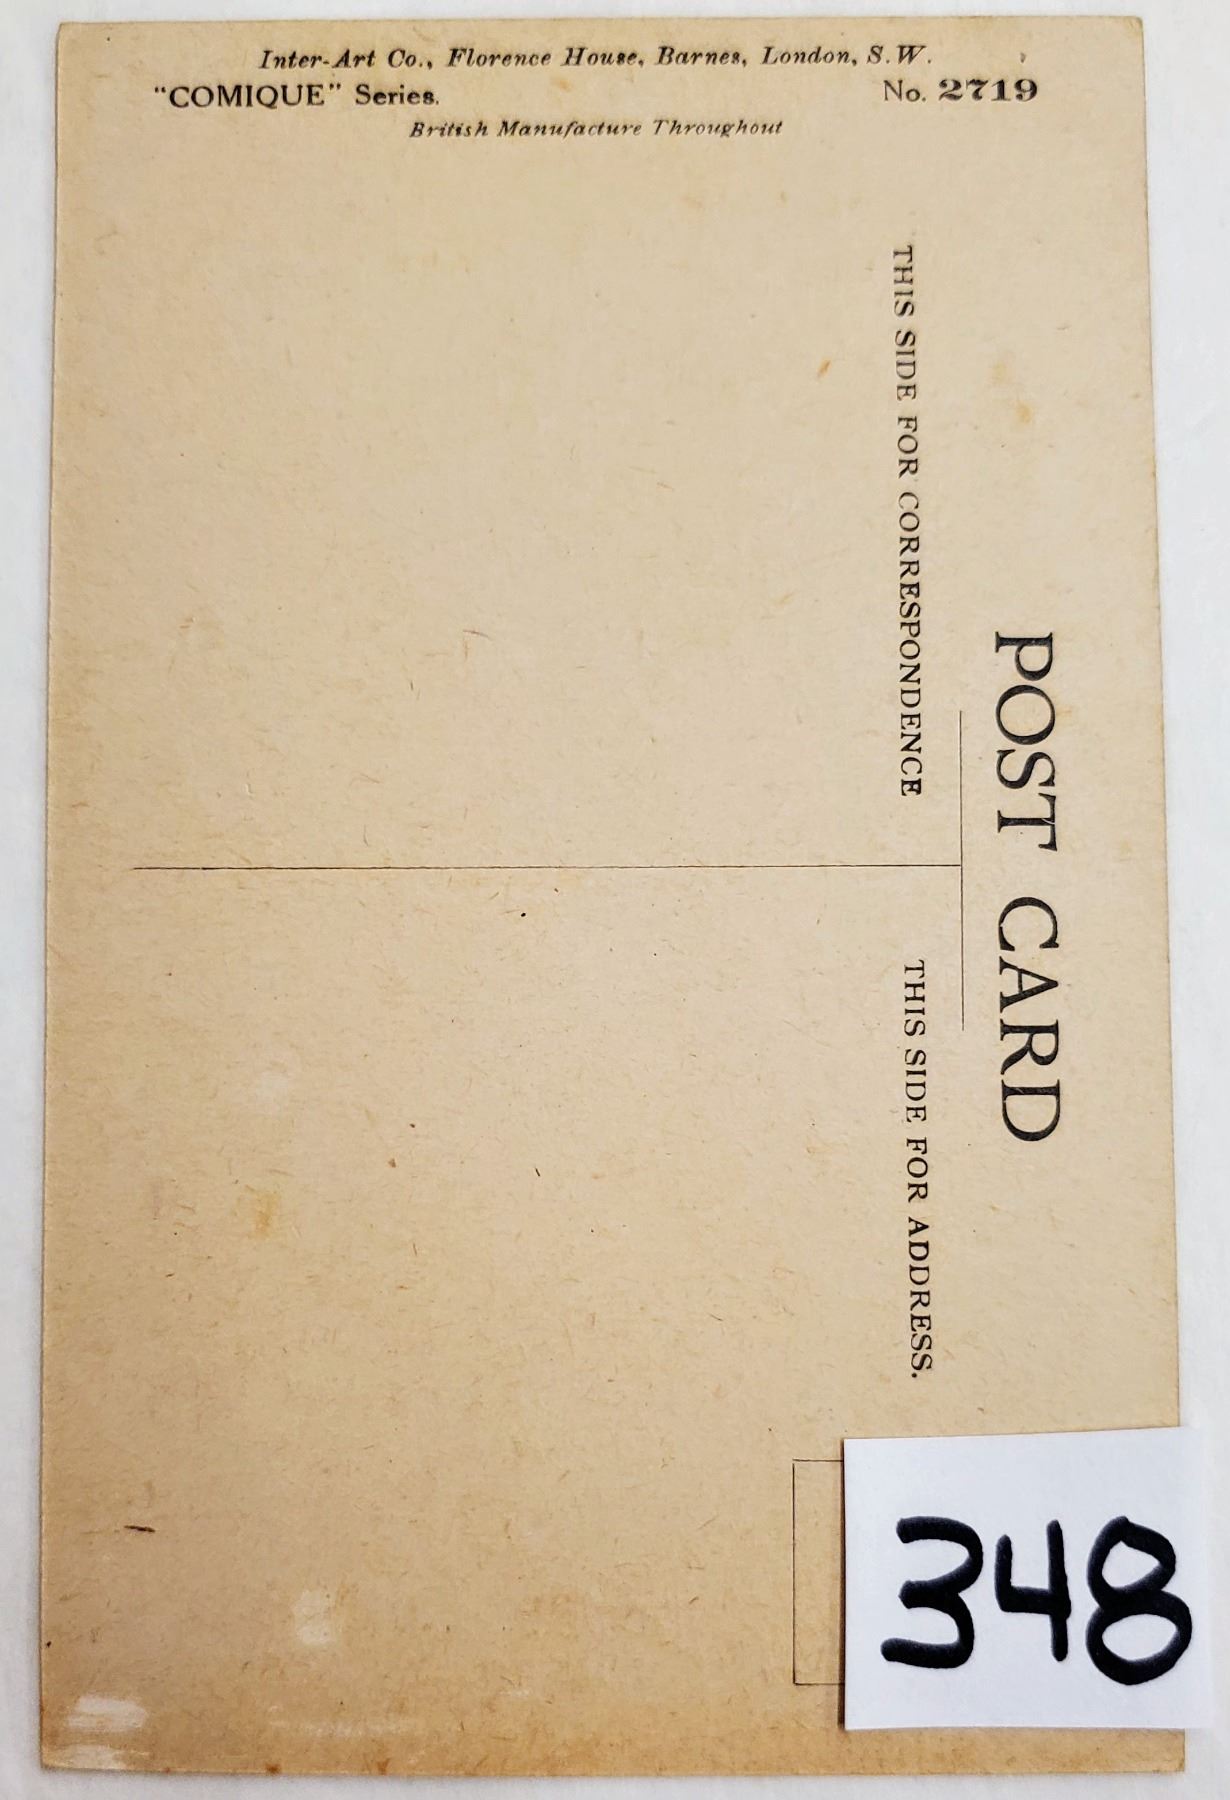 Inter-Art Co., Florence House, Barnes, London, S.W.
"COMIQUE" Series. No. 2719
British Manufacture Throughout
POST CARD
THIS SIDE FOR CORRESPONDENCE
THIS SIDE FOR ADDRESS.
348